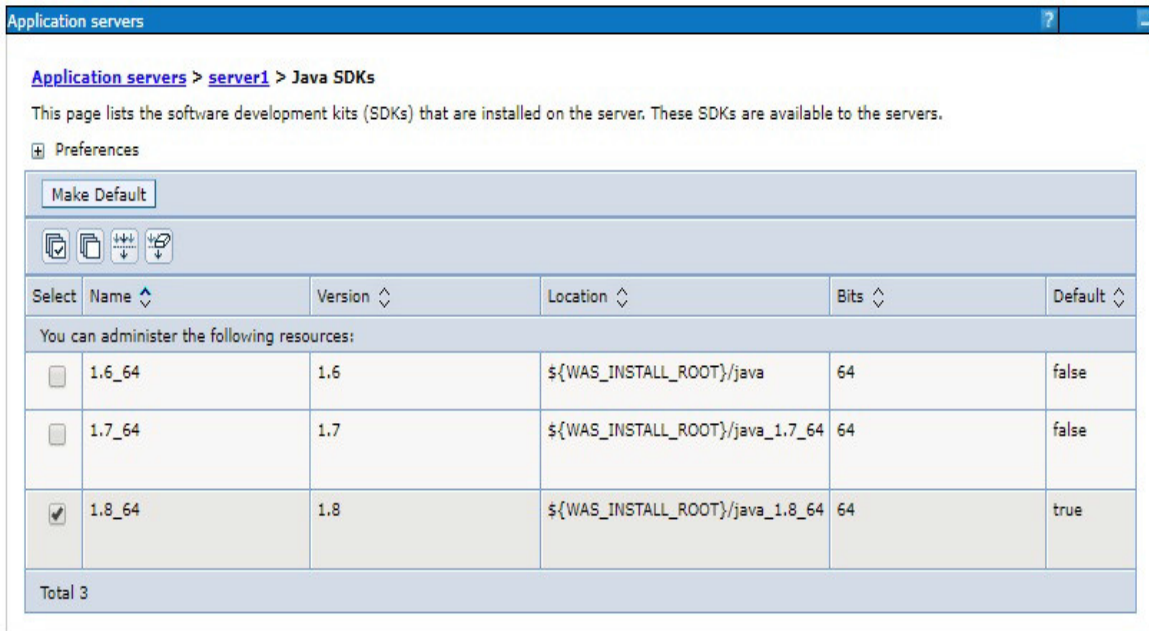 Application servers ?
Application servers > server1 > Java SDKs
This page lists the software development kits (SDKs) that are installed on the server. These SDKs are available to the servers.
Preferences
Make Default
Select Name Version Location Bits Default
You can administer the following resources:
1.6_64 1.6 ${WAS_INSTALL_ROOT}/java 64 false
1.7_64 1.7 ${WAS_INSTALL_ROOT}/java_1.7_64 64 false
1.8_64 1.8 ${WAS_INSTALL_ROOT}/java_1.8_64 64 true
Total 3